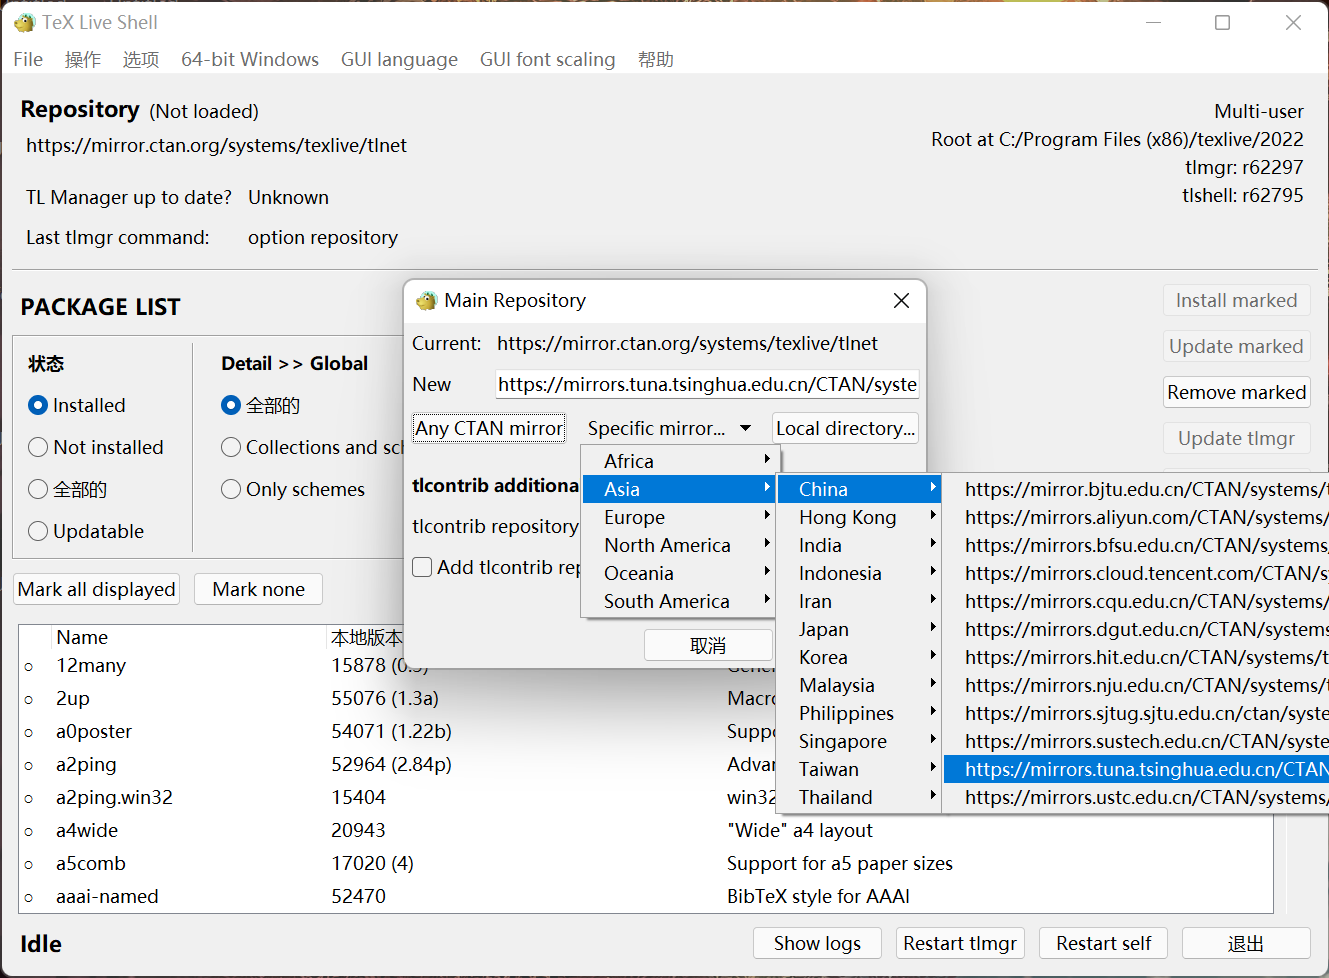 TeX Live Shell
File 操作 选项 64-bit Windows GUI language GUI font scaling 帮助
Repository (Not loaded)
https://mirror.ctan.org/systems/texlive/tlnet
TL Manager up to date? Unknown
Last tlmgr command: option repository
Multi-user
Root at C:/Program Files (x86)/texlive/2022
tlmgr: r62297
tlshell: r62795
PACKAGE LIST
状态
Installed
Not installed
全部的
Updatable
Detail >> Global
全部的
Collections and sc
Only schemes
Install marked
Update marked
Remove marked
Update tlmgr
Mark all displayed Mark none
Main Repository
Current: https://mirror.ctan.org/systems/texlive/tlnet
New https://mirrors.tuna.tsinghua.edu.cn/CTAN/syste
Any CTAN mirror Specific mirror... Local directory...
tlcontrib additiona
tlcontrib repository
Add tlcontrib rep
取消
Africa
Asia
Europe
North America
Oceania
South America
China
Hong Kong
India
Indonesia
Iran
Japan
Korea
Malaysia
Philippines
Singapore
Taiwan
Thailand
https://mirror.bjtu.edu.cn/CTAN/systems/t
https://mirrors.aliyun.com/CTAN/systems/
https://mirrors.bfsu.edu.cn/CTAN/systems,
https://mirrors.cloud.tencent.com/CTAN/s
https://mirrors.cqu.edu.cn/CTAN/systems/
https://mirrors.dgut.edu.cn/CTAN/systems
https://mirrors.hit.edu.cn/CTAN/systems/t
https://mirrors.nju.edu.cn/CTAN/systems/t
https://mirrors.sjtug.sjtu.edu.cn/ctan/syste
https://mirrors.sustech.edu.cn/CTAN/syste
https://mirrors.tuna.tsinghua.edu.cn/CTAN
https://mirrors.ustc.edu.cn/CTAN/systems/
Name 本地版本
12many 15878
2up 55076 (1.3a) Macro
a0poster 54071 (1.22b) Suppo
a2ping 52964 (2.84p) Advan
a2ping.win32 15404 win32
a4wide 20943 "Wide" a4 layout
a5comb 17020 (4) Support for a5 paper sizes
aaai-named 52470 BibTeX style for AAAI
Idle
Show logs Restart tlmgr Restart self 退出